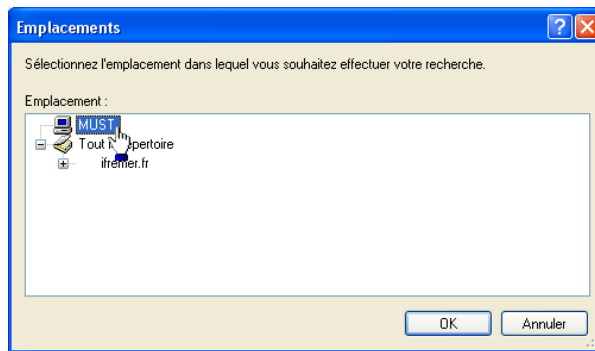 Emplacements
Sélectionnez l'emplacement dans lequel vous souhaitez effectuer votre recherche.
Emplacement :
MUST
Tout
ifremer.fr
OK Annuler